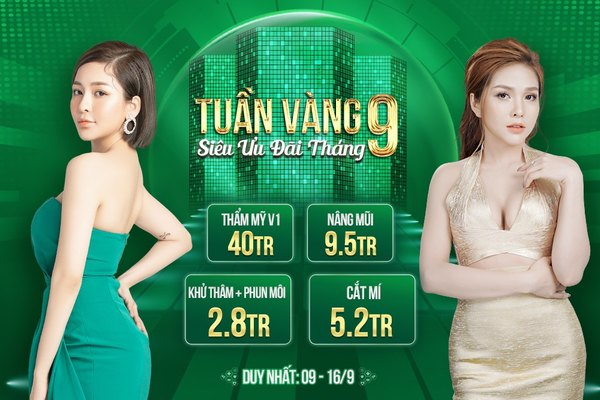 TUẦN VÀNG 9
Siêu Ưu Đãi Tháng
THẨM MỸ V1
40TR
NÂNG MŨI
9.5TR
KHỬ THÂM + PHUN MÔI
2.8TR
CẮT MÍ
5.2TR
DUY NHẤT: 09 - 16/9